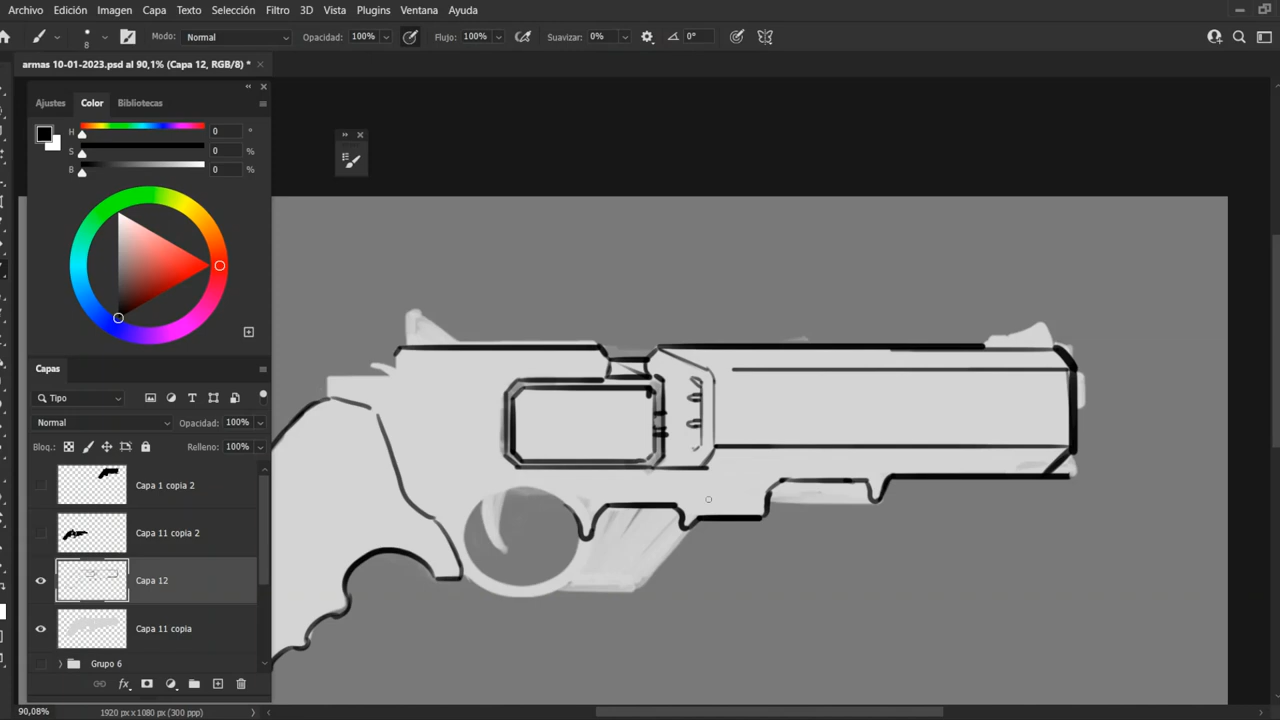 Archivo Edición Imagen Capa Texto Selección Filtro 3D Vista Plugins Ventana Ayuda
8 Modo: Normal Opacidad: 100% Flujo: 100% Suavizar: 0% 0°
armas 10-01-2023.psd al 90,1% (Capa 12, RGB/8) *
Ajustes Color Bibliotecas
H 0 °
S 0 %
B 0 %
Capas
Tipo
Normal Opacidad: 100%
Bloq.: Relleno: 100%
Capa 1 copia 2
Capa 11 copia 2
Capa 12
Capa 11 copia
Grupo 6
fx
90,08% 1920 px x 1080 px (300 ppp)